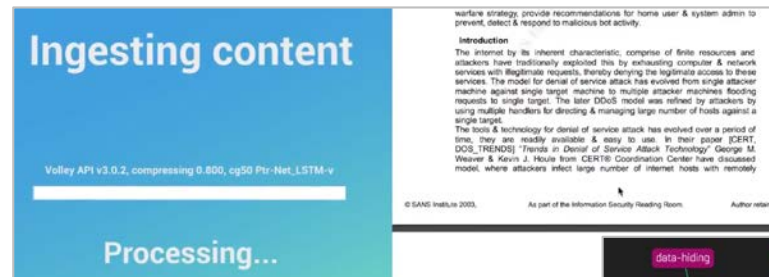 Ingesting content
Volley API v3.0.2, compressing 0.800, cg50 Ptr-Net_LSTM-v
Processing...
warfare strategy, provide recommendations for home user & system admin to
prevent, detect & respond to malicious bot activity.
Introduction
The internet by its inherent characteristic, comprise of finite resources and
attackers have traditionally exploited this by exhausting computer & network
services with illegitimate requests, thereby denying the legitimate access to these
services. The model for denial of service attack has evolved from single attacker
machine against single target machine to multiple attacker machines flooding
requests to single target. The later DDoS model was refined by attackers by
using multiple handlers for directing & managing large number of hosts against a
single target.
The tools & technology for denial of service attack has evolved over a period of
time, they are readily available & easy to use. In their paper [CERT,
DOS_TRENDS] "Trends in Denial of Service Attack Technology" George M.
Weaver & Kevin J. Houle from CERT® Coordination Center have discussed
model, where attackers infect large number of internet hosts with remotely
© SANS Institute 2003, As part of the Information Security Reading Room. Author retai
data-hiding